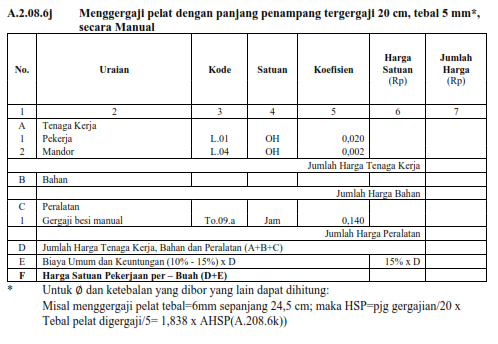 A.2.08.6j Menggergaji pelat dengan panjang penampang tergergaji 20 cm, tebal 5 mm*,
secara Manual
No. Uraian Kode Satuan Koefisien Harga Satuan (Rp) Jumlah Harga (Rp)
1 2 3 4 5 6 7
A Tenaga Kerja
1 Pekerja L.01 OH 0,020
2 Mandor L.04 OH 0,002
Jumlah Harga Tenaga Kerja
B Bahan
Jumlah Harga Bahan
C Peralatan
1 Gergaji besi manual To.09.a Jam 0,140
Jumlah Harga Peralatan
D Jumlah Harga Tenaga Kerja, Bahan dan Peralatan (A+B+C)
E Biaya Umum dan Keuntungan (10% - 15%) x D 15% x D
F Harga Satuan Pekerjaan per – Buah (D+E)
* Untuk Ø dan ketebalan yang dibor yang lain dapat dihitung:
Misal menggergaji pelat tebal=6mm sepanjang 24,5 cm; maka HSP=pjg gergajian/20 x
Tebal pelat digergaji/5= 1,838 x AHSP(A.208.6k))